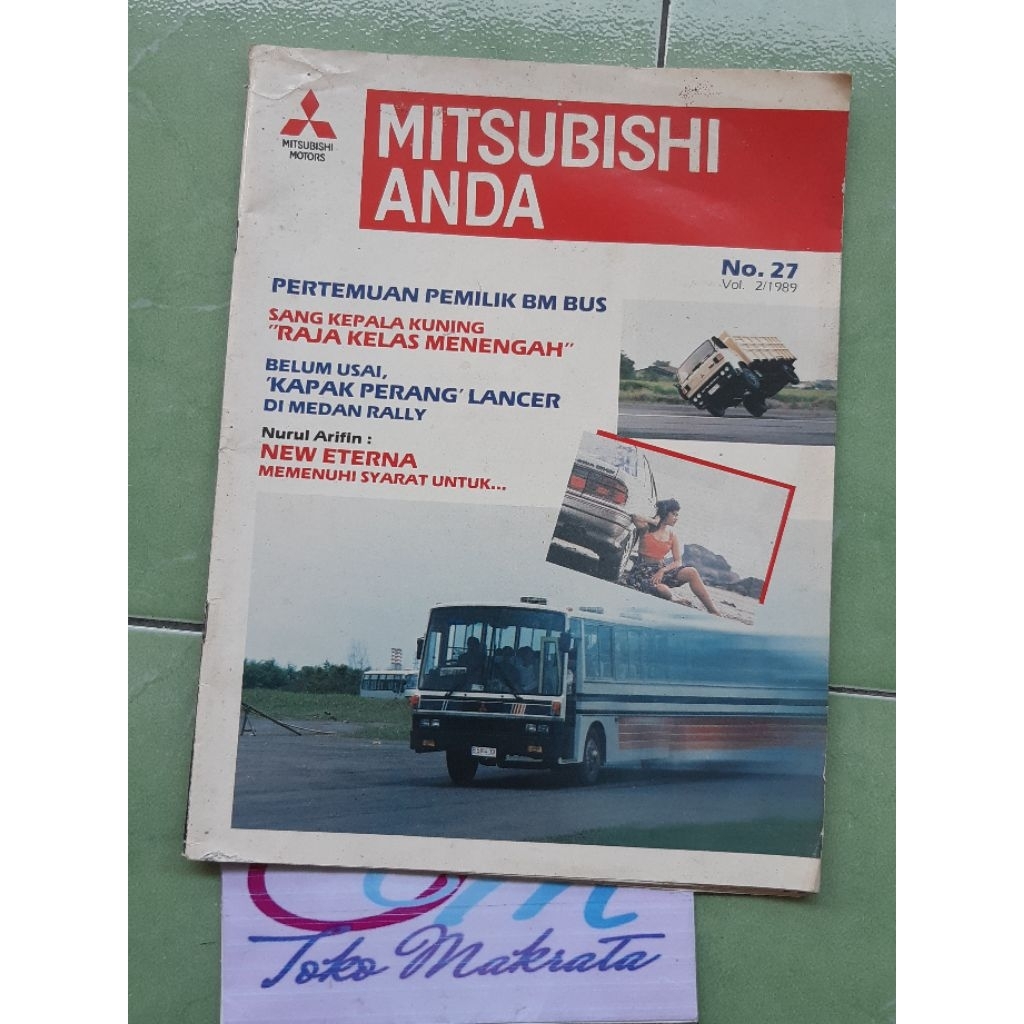 MITSUBISHI
MOTORS
MITSUBISHI
ANDA
No. 27
Vol. 2/1989
PERTEMUAN PEMILIK BM BUS
SANG KEPALA KUNING
"RAJA KELAS MENENGAH"
BELUM USAI,
'KAPAK PERANG' LANCER
DI MEDAN RALLY
Nurul Arifin :
NEW ETERNA
MEMENUHI SYARAT UNTUK...
Toko Makrata